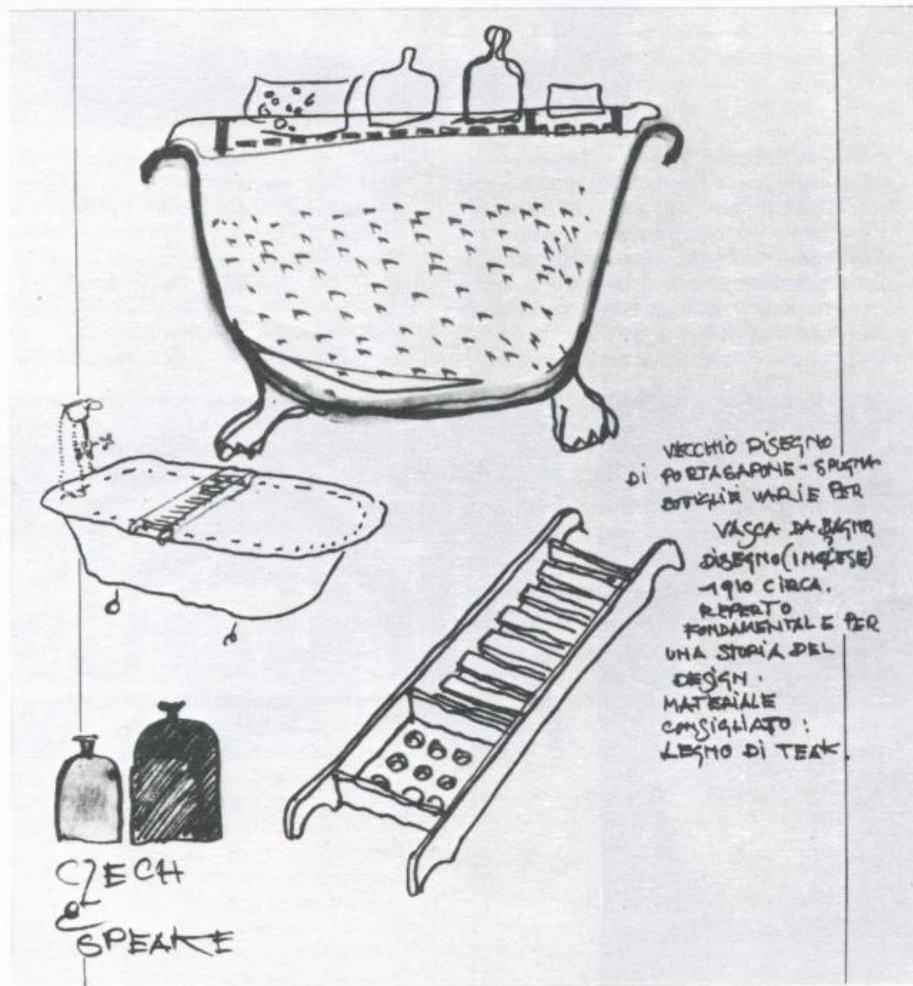 VECCHIO DISEGNO
DI PORTASAPONE - SPUGNA
BOTTIGLIE VARIE PER
VASCA DA BAGNO
DISEGNO (INGLESE)
1910 CIRCA.
REPERTO
FONDAMENTALE PER
UNA STORIA DEL
DESIGN.
MATERIALE
CONSIGLIATO:
LEGNO DI TEAK.
CZECH
&
SPEAKE